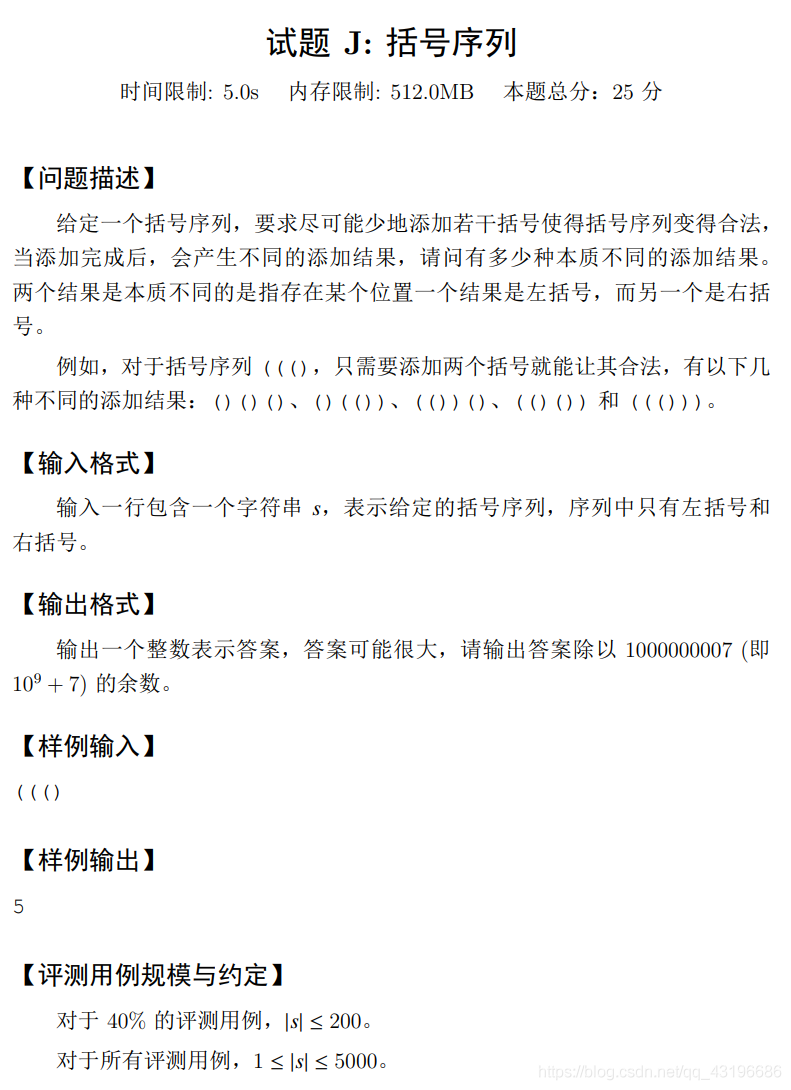 试题 J: 括号序列
时间限制: 5.0s 内存限制: 512.0MB 本题总分：25 分
【问题描述】
给定一个括号序列，要求尽可能少地添加若干括号使得括号序列变得合法，
当添加完成后，会产生不同的添加结果，请问有多少种本质不同的添加结果。
两个结果是本质不同的是指存在某个位置一个结果是左括号，而另一个是右括
号。
例如，对于括号序列 ((()，只需要添加两个括号就能让其合法，有以下几
种不同的添加结果：()()()、()(())、(())()、(()()) 和 ((()))。
【输入格式】
输入一行包含一个字符串 s，表示给定的括号序列，序列中只有左括号和
右括号。
【输出格式】
输出一个整数表示答案，答案可能很大，请输出答案除以 1000000007 (即
10⁹ + 7) 的余数。
【样例输入】
((()
【样例输出】
5
【评测用例规模与约定】
对于 40% 的评测用例，|s| ≤ 200。
对于所有评测用例，1 ≤ |s| ≤ 5000。
https://blog.csdn.net/qq_43196686